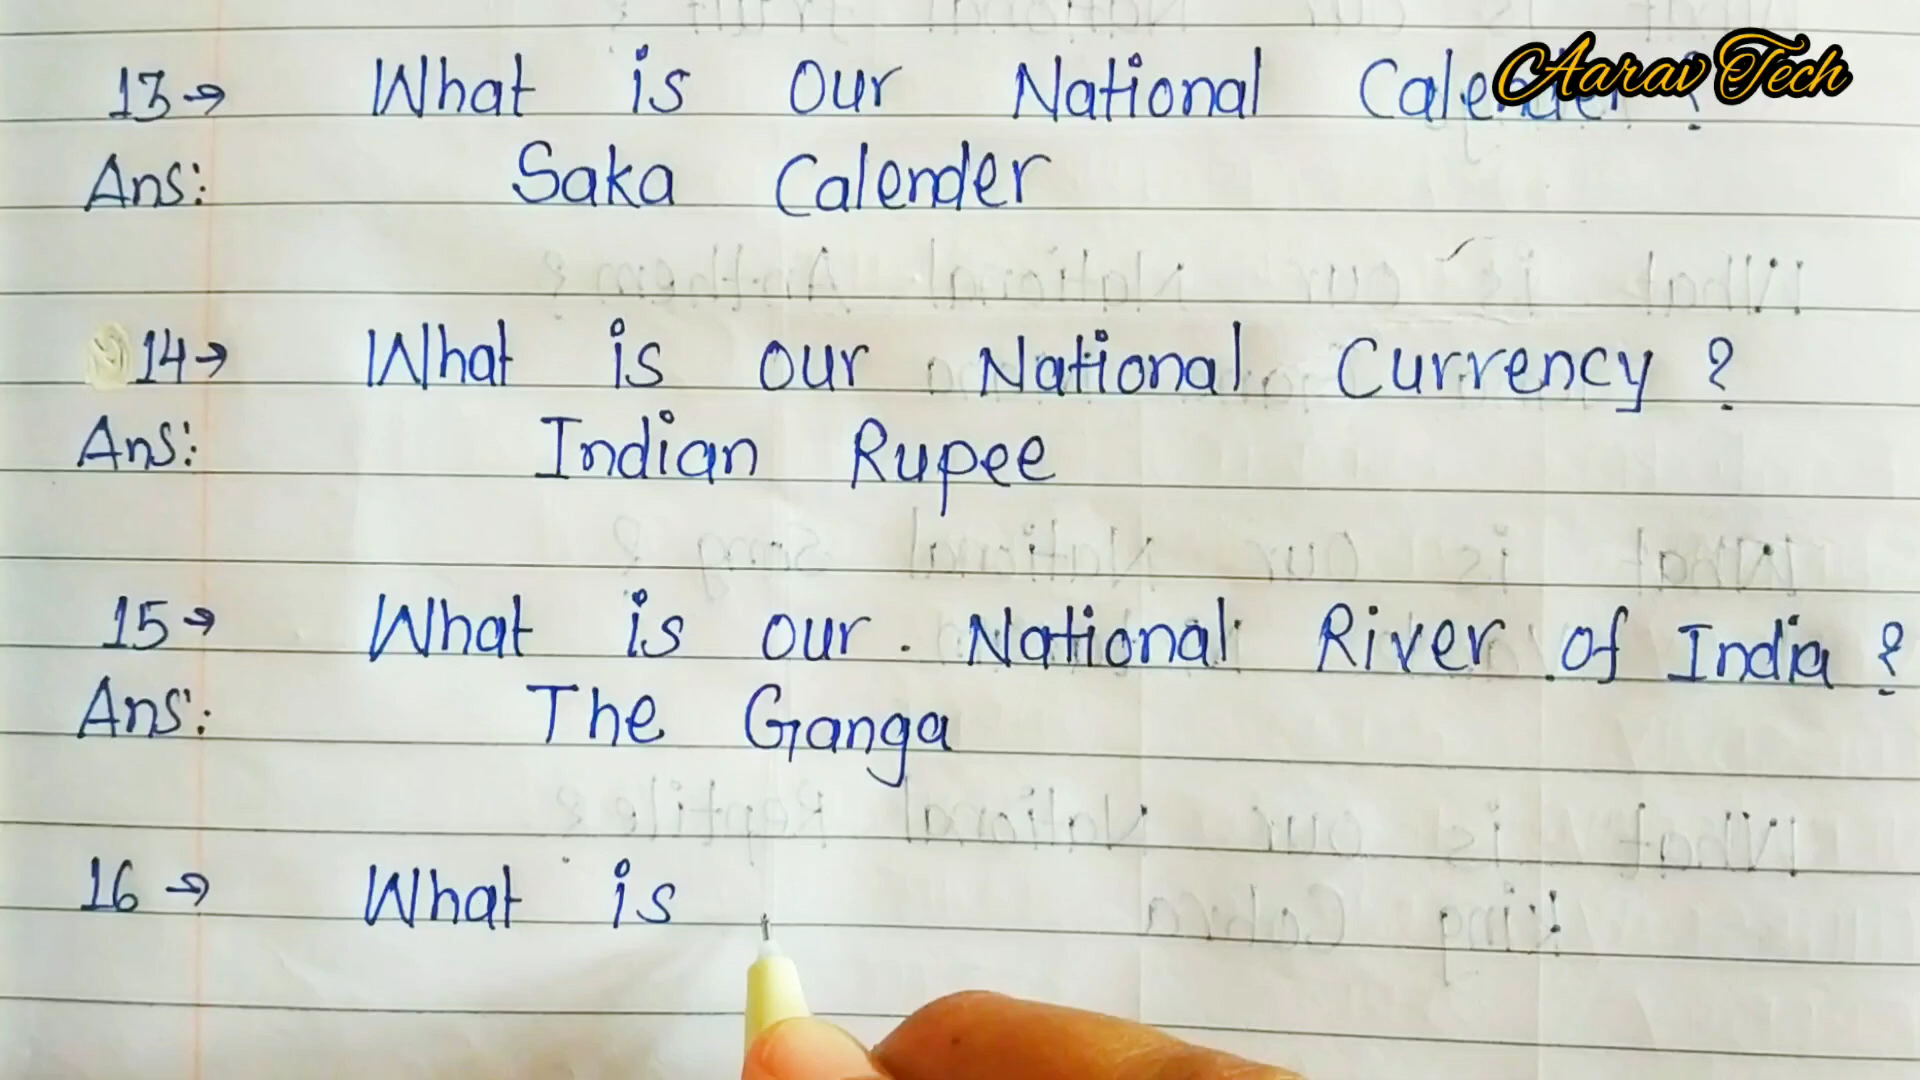 Aarav Tech
13→ What is Our National Calender ?
Ans: Saka Calender
14→ What is our National Currency ?
Ans: Indian Rupee
15→ What is our National River of India ?
Ans: The Ganga
16→ What is